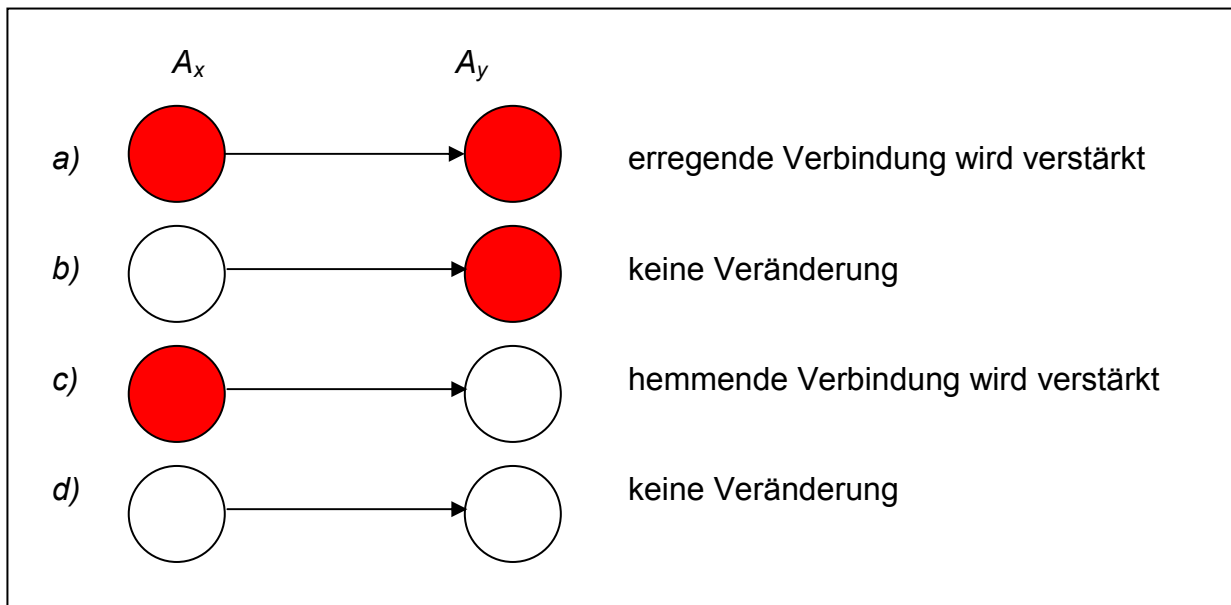 Ax Ay
a) erregende Verbindung wird verstärkt
b) keine Veränderung
c) hemmende Verbindung wird verstärkt
d) keine Veränderung